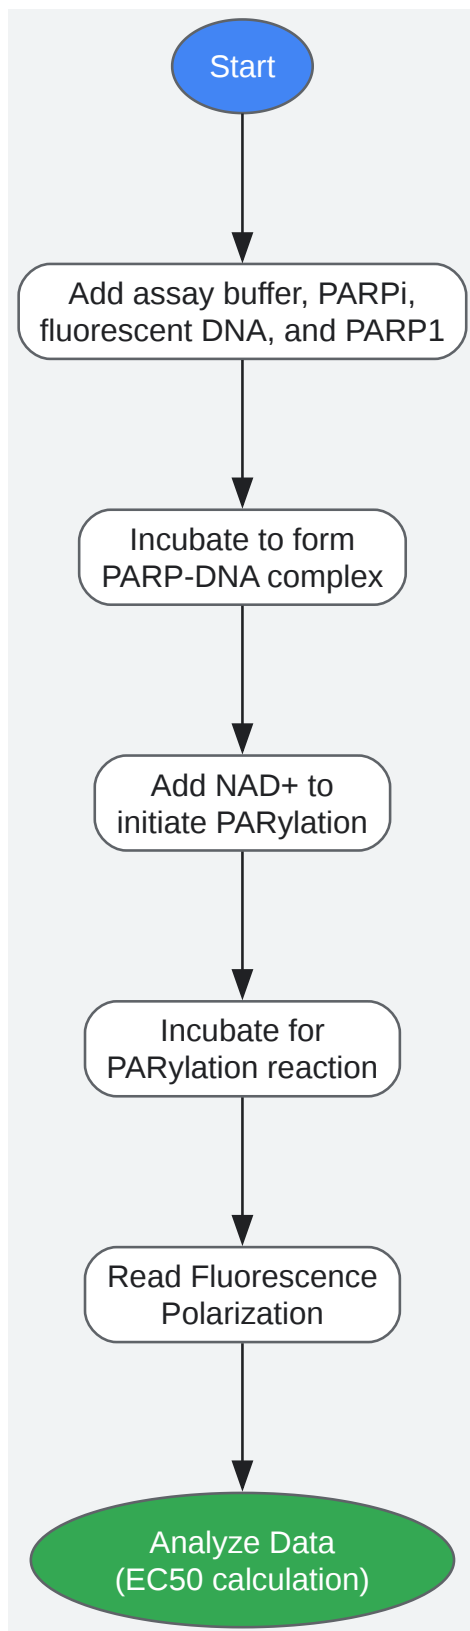 Start
Add assay buffer, PARPi,
fluorescent DNA, and PARP1
Incubate to form
PARP-DNA complex
Add NAD+ to
initiate PARylation
Incubate for
PARylation reaction
Read Fluorescence
Polarization
Analyze Data
(EC50 calculation)